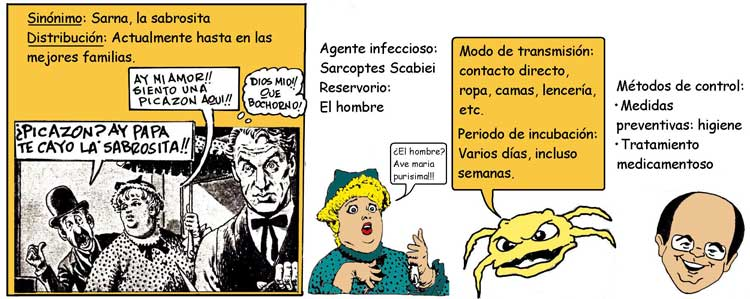 Sinónimo: Sarna, la sabrosita
Distribución: Actualmente hasta en las
mejores familias.
AY MI AMOR!!
SIENTO UNA
PICAZON AQUI!!
DIOS MIO!!
QUE
BOCHORNO!
¿PICAZON? AY PAPA
TE CAYO LA "SABROSITA!!
Agente infeccioso:
Sarcoptes Scabiei
Reservorio:
El hombre
¿El hombre?
Ave maria
purisima!!!
Modo de transmisión:
contacto directo,
ropa, camas, lencería,
etc.
Periodo de incubación:
Varios días, incluso
semanas.
Métodos de control:
• Medidas
preventivas: higiene
• Tratamiento
medicamentoso